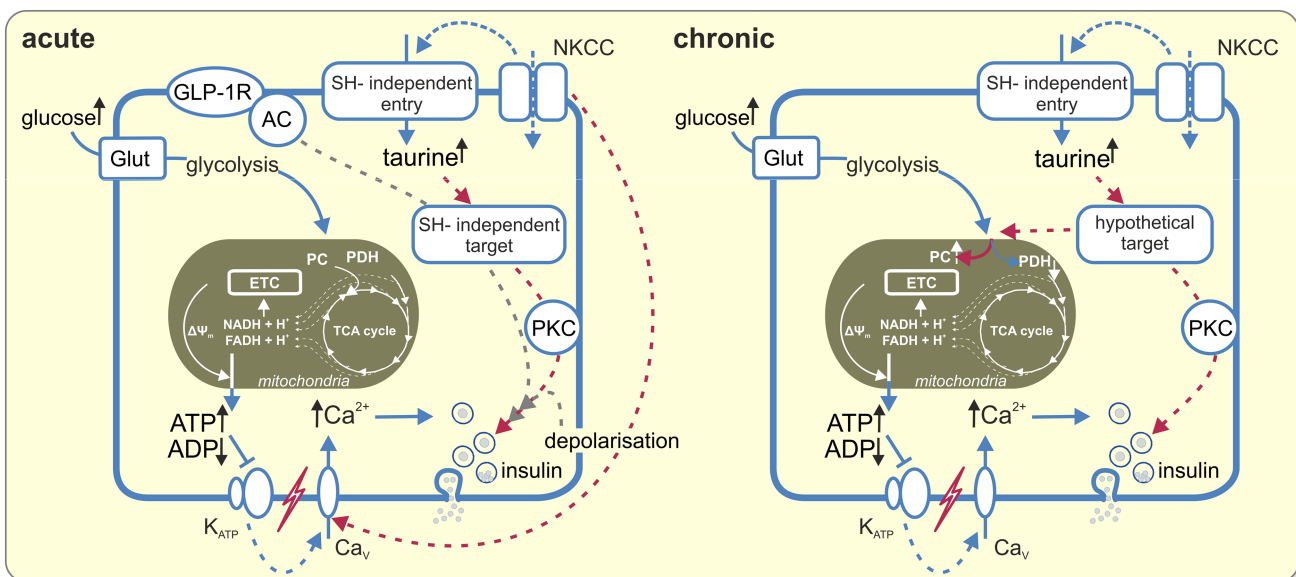 acute
NKCC
GLP-1R
SH- independent
entry
AC
glucosel
Glut
glycolysis
taurine
SH- independent
target
PC
PDH
ETC
ΔΨm
NADH + H+
FADH + H+
TCA cycle
mitochondria
PKC
ATP
ADP
Ca2+
depolarisation
insulin
KATP
CaV
chronic
NKCC
SH- independent
entry
glucosel
Glut
glycolysis
taurine
hypothetical
target
PC
PDH
ETC
ΔΨm
NADH + H+
FADH + H+
TCA cycle
mitochondria
PKC
ATP
ADP
Ca2+
insulin
KATP
CaV